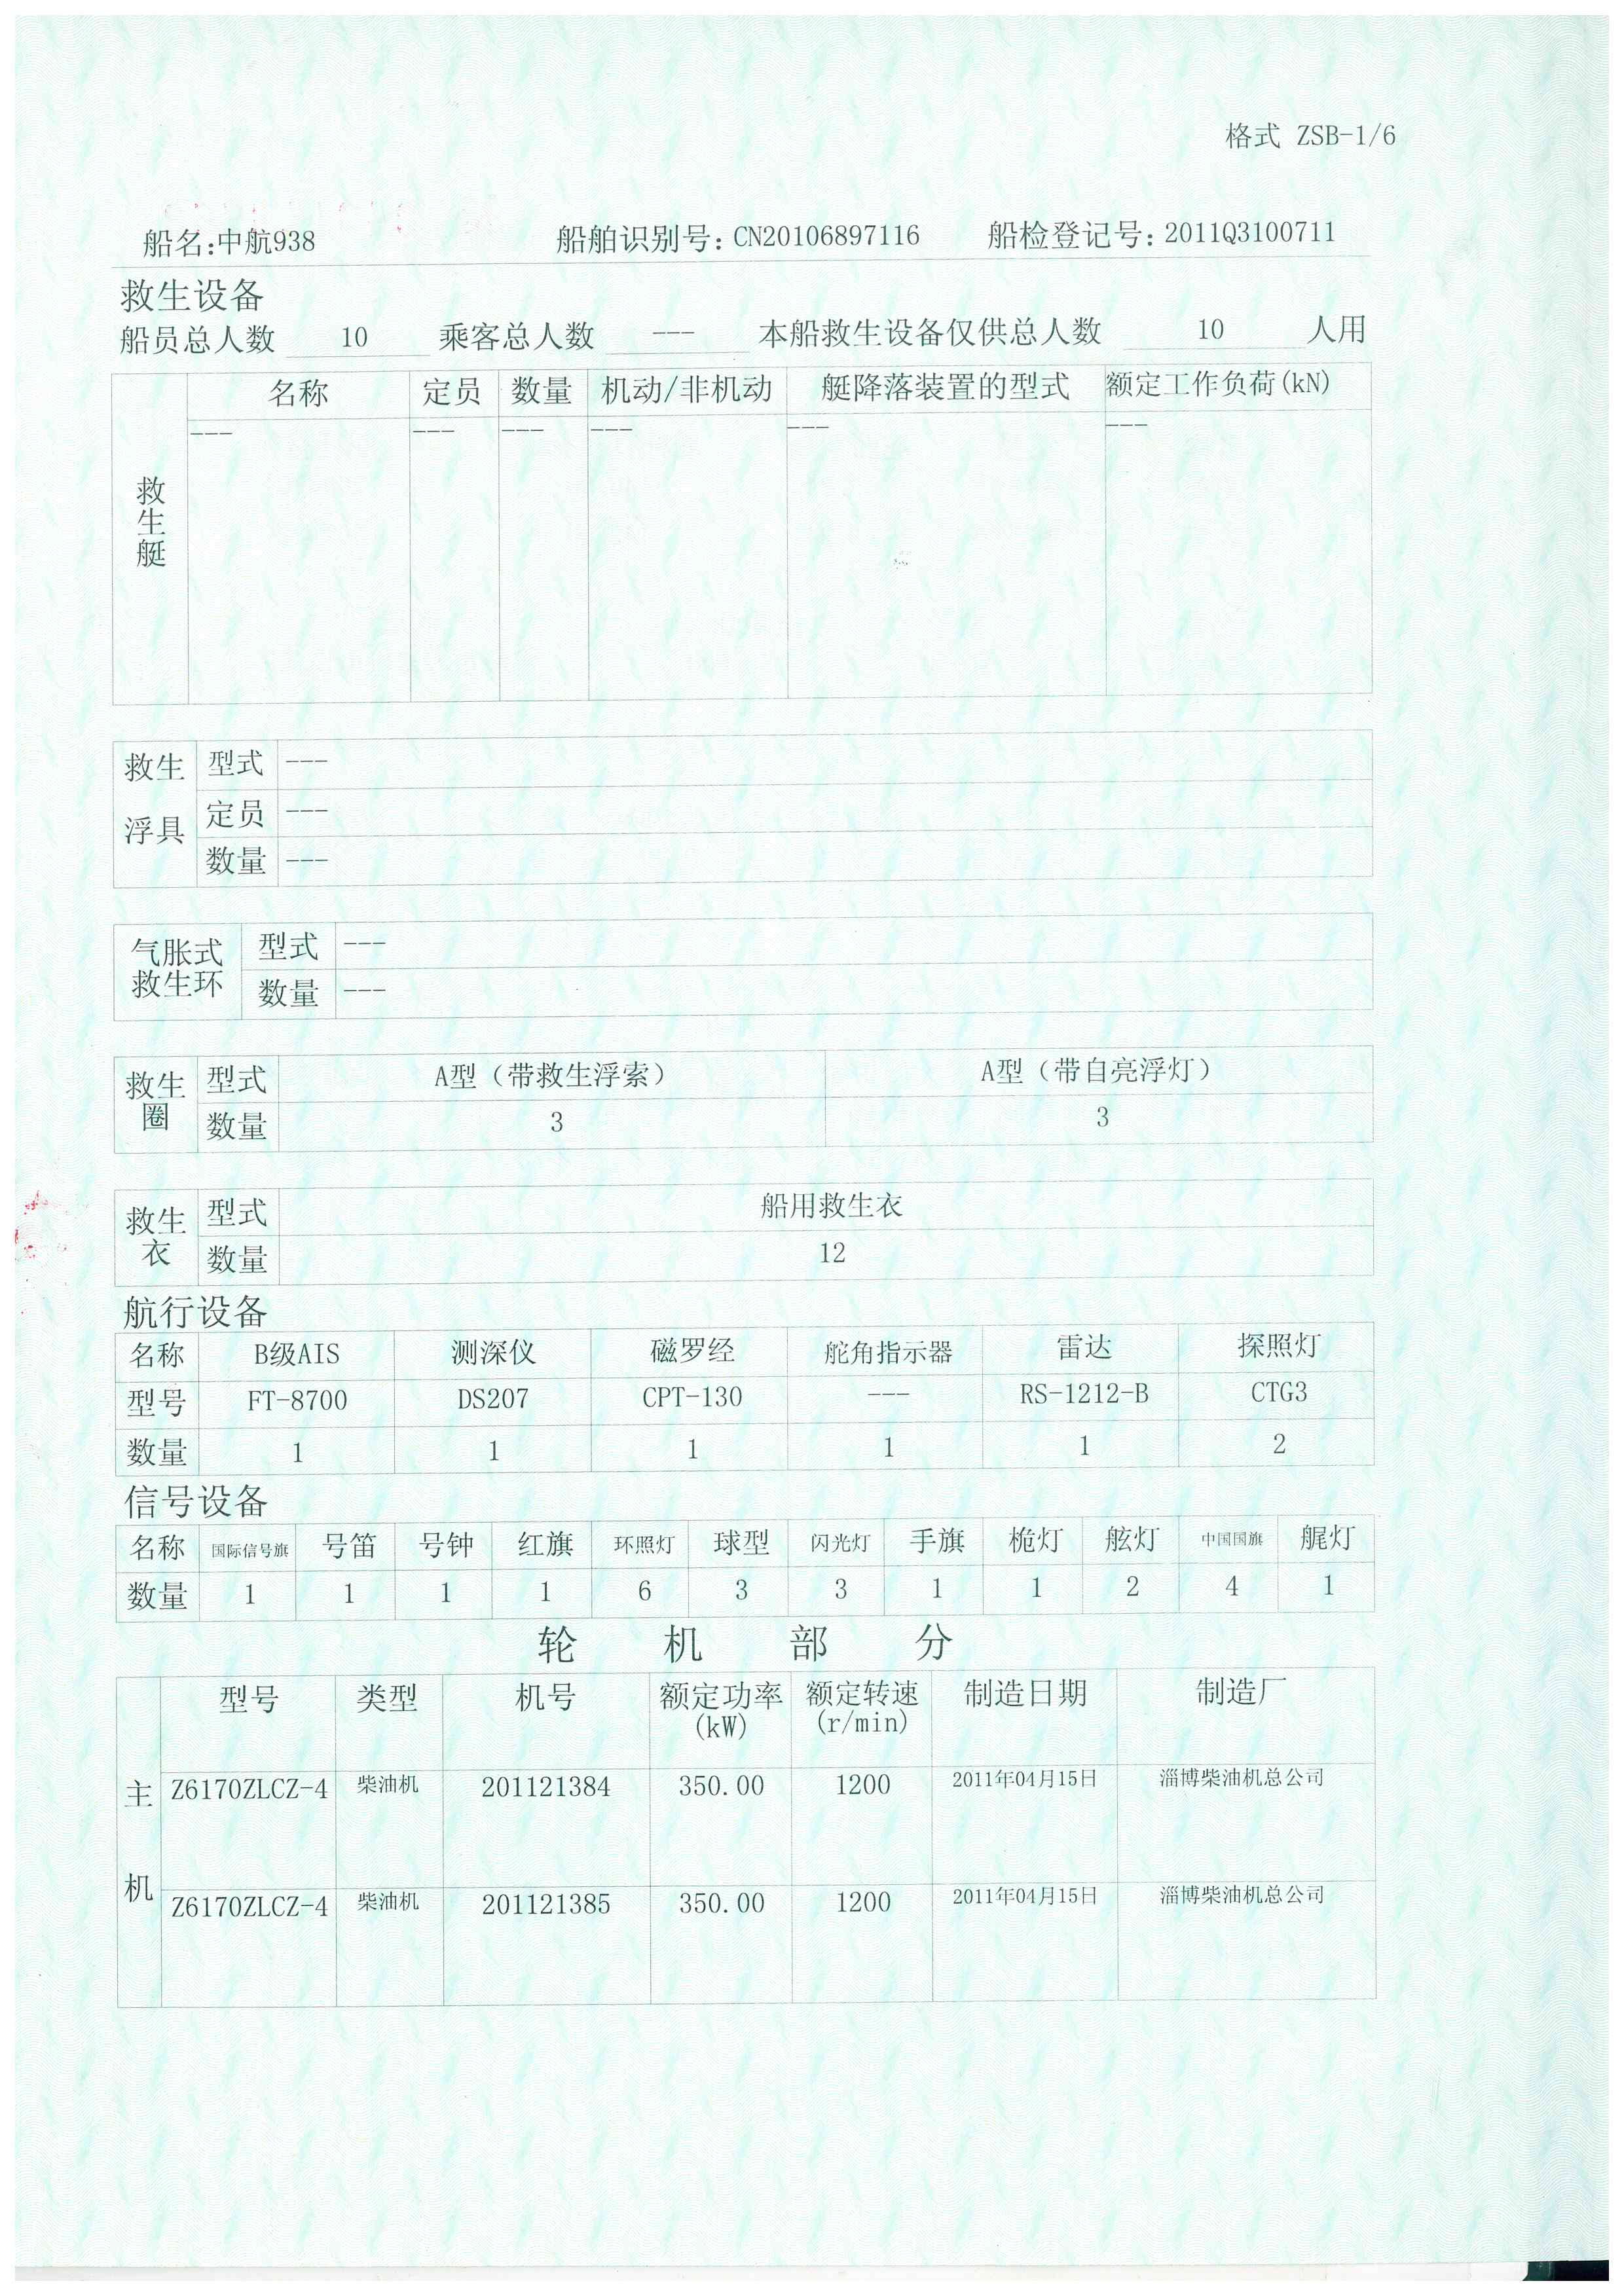 格式 ZSB-1/6
船名:中航938 船舶识别号:CN20106897116 船检登记号:2011Q3100711
救生设备
船员总人数 10 乘客总人数 --- 本船救生设备仅供总人数 10 人用
救生艇 名称 定员 数量 机动/非机动 艇降落装置的型式 额定工作负荷(kN)
--- --- --- --- --- ---
救生浮具 型式 ---
定员 ---
数量 ---
气胀式救生环 型式 ---
数量 ---
救生圈 型式 A型（带救生浮索） A型（带自亮浮灯）
数量 3 3
救生衣 型式 船用救生衣
数量 12
航行设备
名称 B级AIS 测深仪 磁罗经 舵角指示器 雷达 探照灯
型号 FT-8700 DS207 CPT-130 --- RS-1212-B CTG3
数量 1 1 1 1 1 2
信号设备
名称 国际信号旗 号笛 号钟 红旗 环照灯 球型 闪光灯 手旗 桅灯 舷灯 中国国旗 艉灯
数量 1 1 1 1 6 3 3 1 1 2 4 1
轮机部分
主机 型号 类型 机号 额定功率(kW) 额定转速(r/min) 制造日期 制造厂
Z6170ZLCZ-4 柴油机 201121384 350.00 1200 2011年04月15日 淄博柴油机总公司
Z6170ZLCZ-4 柴油机 201121385 350.00 1200 2011年04月15日 淄博柴油机总公司